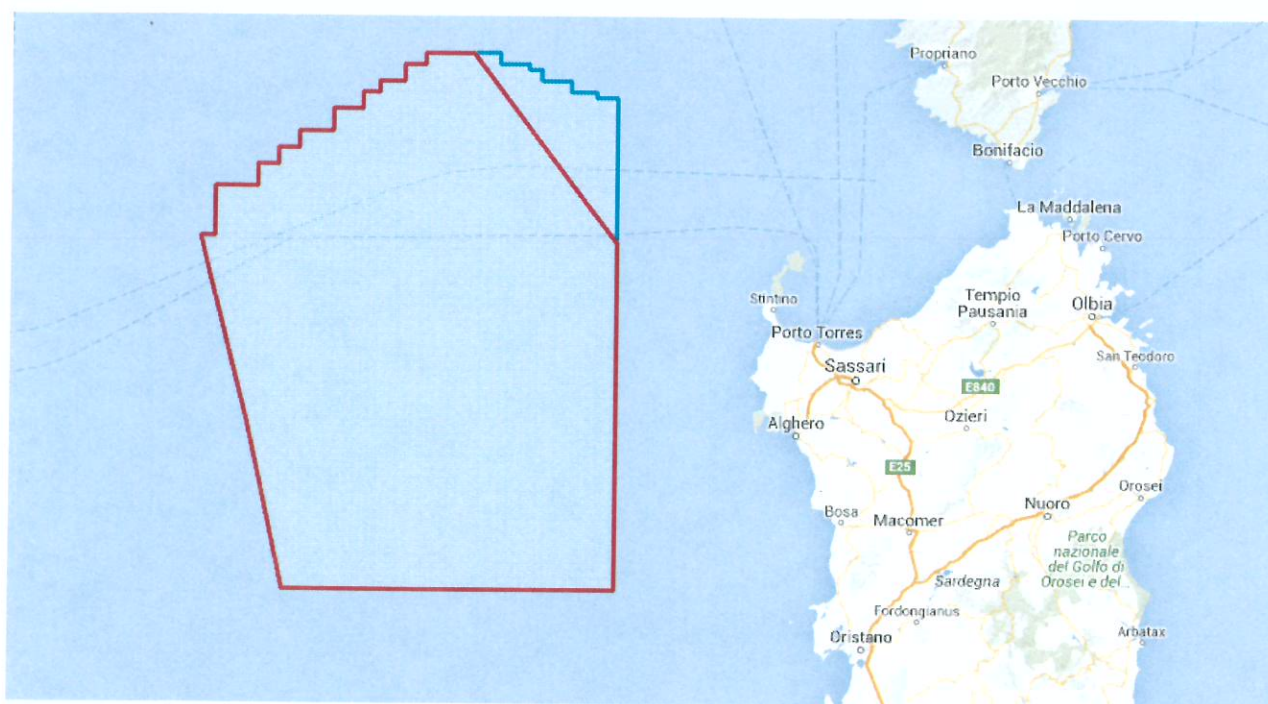 Propriano
Porto Vecchio
Bonifacio
La Maddalena
Porto Cervo
Stintino
Tempio
Pausania
Olbia
Porto Torres
San Teodoro
Sassari
E840
Alghero
Ozieri
E25
Orosei
Nuoro
Bosa
Macomer
Parco
nazionale
del Golfo di
Orosei e del...
Sardegna
Fordongianus
Oristano
Arbatax